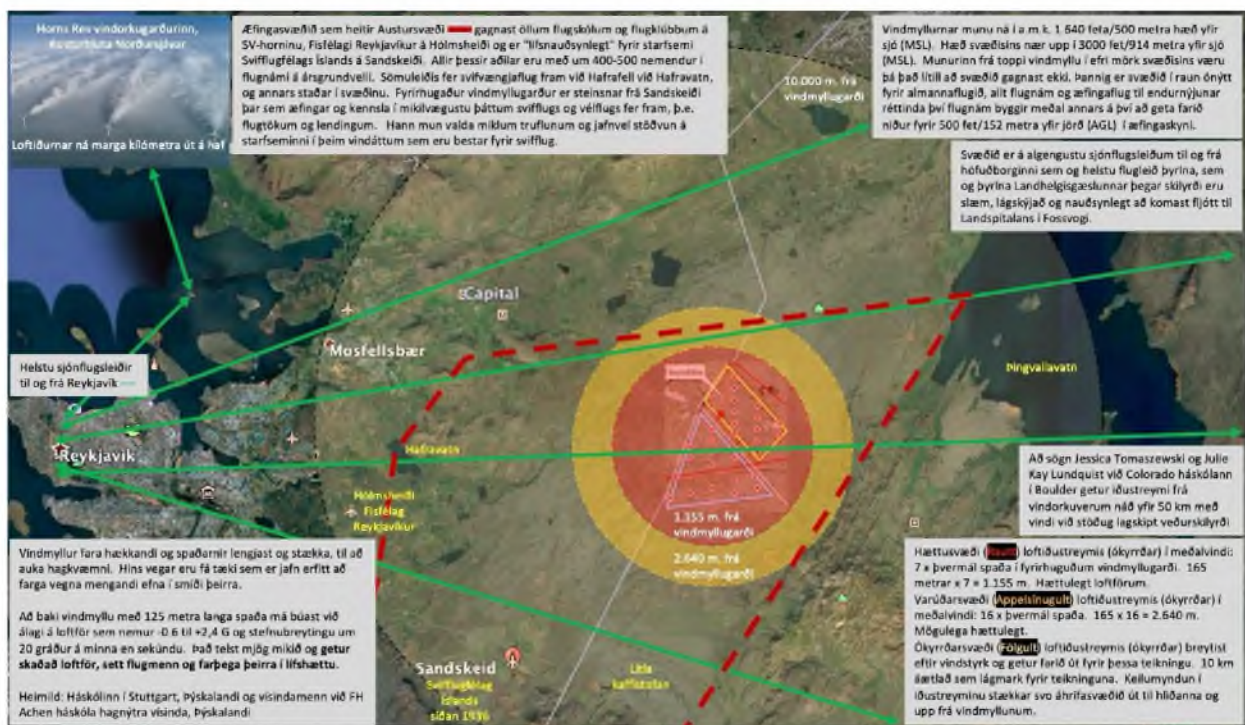 Horns Rev vindorkugarðurinn,
Austurhluta Norðursjávar
Loftiðurnar ná marga kílómetra út á haf
Æfingasvæðið sem heitir Austursvæði gagnast öllum flugskólum og flugklúbbum á
SV-horninu, Fisfélagi Reykjavíkur á Hólmsheiði og er "lífsnauðsynlegt" fyrir starfsemi
Svifflugfélgs Íslands á Sandskeiði. Allir þessir aðilar eru með um 400-500 nemendur í
flugnámi á ársgrundvelli. Sömuleiðis fer svifvængjaflug fram við Hafrafell við Hafravatn,
og annars staðar í svæðinu. Fyrirhugaður vindmyllugarður er steinsnar frá Sandskeiði
þar sem æfingar og kennsla í mikilvægustu þáttum svifflugs og vélflugs fer fram, þ.e.
flugtökum og lendingum. Hann mun valda miklum truflunum og jafnvel stöðvun á
starfseminni í þeim vindáttum sem eru bestar fyrir svifflug.
10.000 m. frá
vindmyllugarði
Vindmyllurnar munu ná í a.m.k. 1.640 feta/500 metra hæð yfir
sjó (MSL). Hæð svæðisins nær upp í 3000 fet/914 metra yfir sjó
(MSL). Munurinn frá toppi vindmyllu í efri mörk svæðisins væru
þá það lítill að svæðið gagnast ekki. Þannig er svæðið í raun ónýtt
fyrir almannaflugið, allt flugnám og æfingaflug til endurnýjunar
réttinda því flugnám byggir meðal annars á því að geta farið
niður fyrir 500 fet/152 metra yfir jörð (AGL) í æfingaskyni.
Svæðið er á algengustu sjónflugsleiðum til og frá
höfuðborginni sem og helstu flugleið þyrlna, sem
og þyrlna Landhelgisgæslunnar þegar skilyrði eru
slæm, lágskýjað og nauðsynlegt að komast fljótt til
Landspítalans í Fossvogi.
Capital
Mosfellsbær
Helstu sjónflugsleiðir
til og frá Reykjavík
Þingvallavatn
Reykjavik
Hafravatn
Hólmsheiði
Fisfélag
Reykjavíkur
1.155 m. frá
vindmyllugarði
2.640 m. frá
vindmyllugarði
Að sögn Jessica Tomaszewski og Julie
Kay Lundquist við Colorado háskólann
í Boulder getur iðustreymi frá
vindorkuverum náð yfir 50 km með
vindi við stöðug lagskipt veðurskilyrði
Vindmyllur fara hækkandi og spaðarnir lengjast og stækka, til að
auka hagkvæmni. Hins vegar eru fá tæki sem er jafn erfitt að
farga vegna mengandi efna í smíði þeirra.
Að baki vindmyllu með 125 metra langa spaða má búast við
álagi á loftför sem nemur -0.6 til +2,4 G og stefnubreytingu um
20 gráður á minna en sekúndu. Það telst mjög mikið og getur
skaðað loftför, sett flugmenn og farþega þeirra í lífshættu.
Heimild: Háskólinn í Stuttgart, Þýskalandi og vísindamenn við FH
Achen háskóla hagnýtra vísinda, Þýskalandi
Sandskeid
Svifflugfélag
Íslands
síðan 1936
Litla
kaffistofan
Hættusvæði (Rautt) loftiðustreymis (ókyrrðar) í meðalvindi:
7 x þvermál spaða í fyrirhuguðum vindmyllugarði. 165
metrar x 7 = 1.155 m. Hættulegt loftförum.
Varúðarsvæði (Appelsínugult) loftiðustreymis (ókyrrðar) í
meðalvindi: 16 x þvermál spaða. 165 x 16 = 2.640 m.
Mögulega hættulegt.
Ókyrrðarsvæði (Fölgult) loftiðustreymis (ókyrrðar) breytist
eftir vindstyrk og getur farið út fyrir þessa teikningu. 10 km
áætlað sem lágmark fyrir teikninguna. Keilumyndun í
iðustreyminu stækkar svo áhrifasvæðið út til hliðanna og
upp frá vindmyllunum.